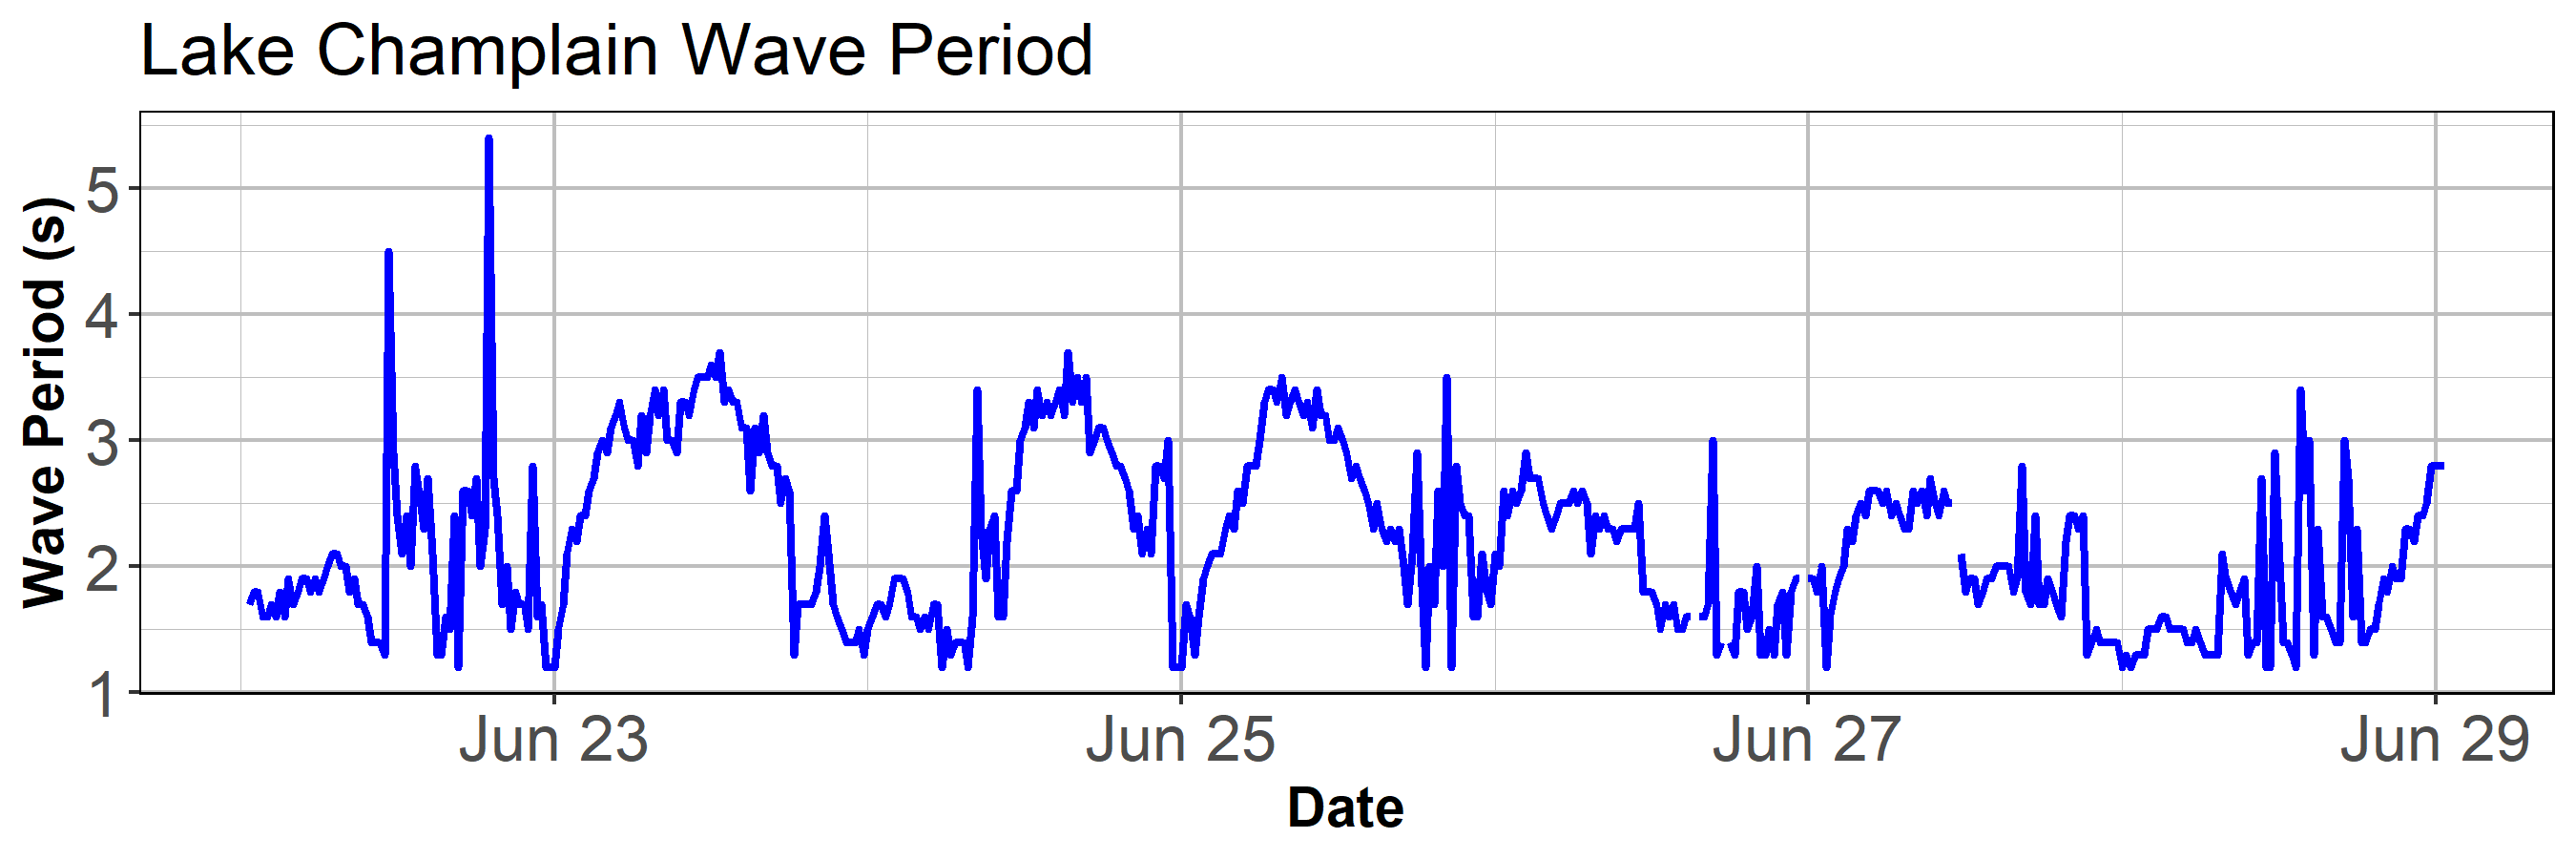 Lake Champlain Wave Period
Wave Period (s)
5
4
3
2
1
Jun 23
Jun 25
Jun 27
Jun 29
Date